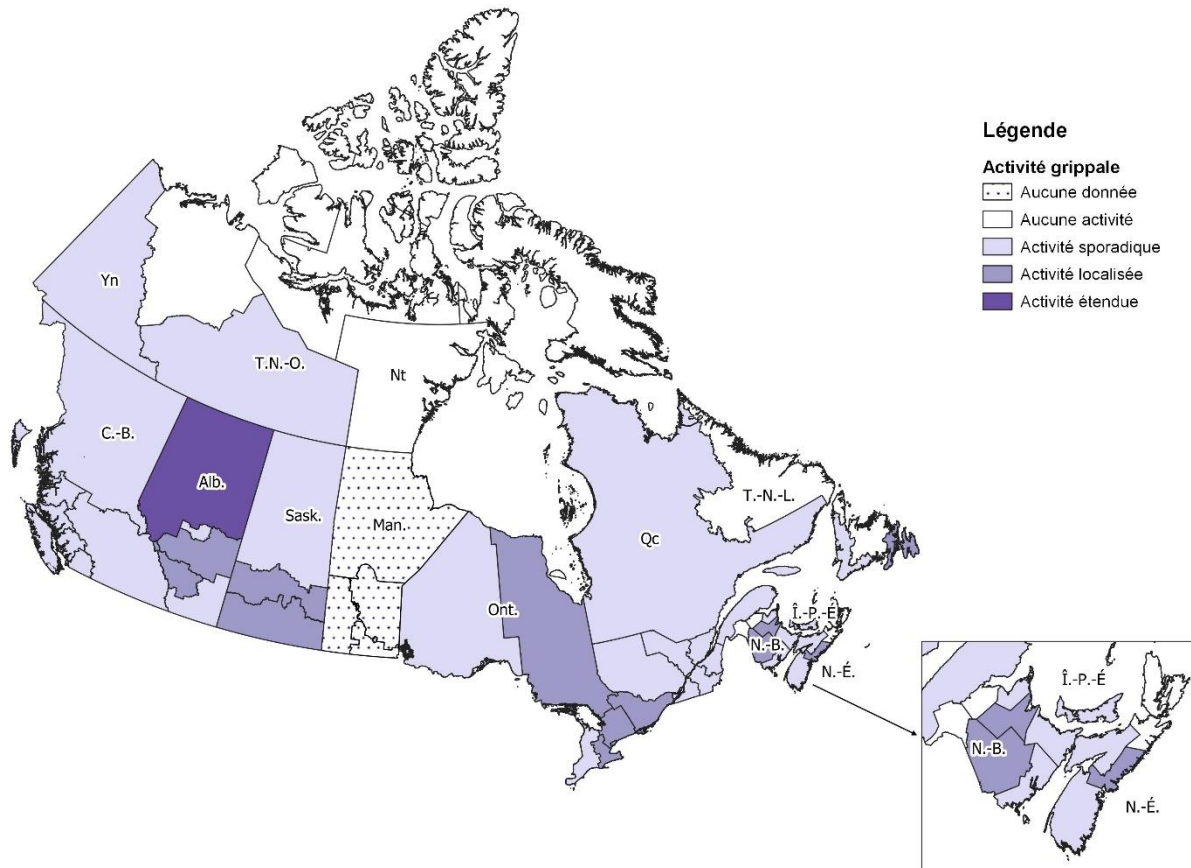 Légende
Activité grippale
Aucune donnée
Aucune activité
Activité sporadique
Activité localisée
Activité étendue
Yn
T.N.-O.
Nt
C.-B.
Alb.
Sask.
Man.
T.-N.-L.
Qc
Ont.
Î.-P.-É
N.-B.
N.-É.
Î.-P.-É
N.-B.
N.-É.